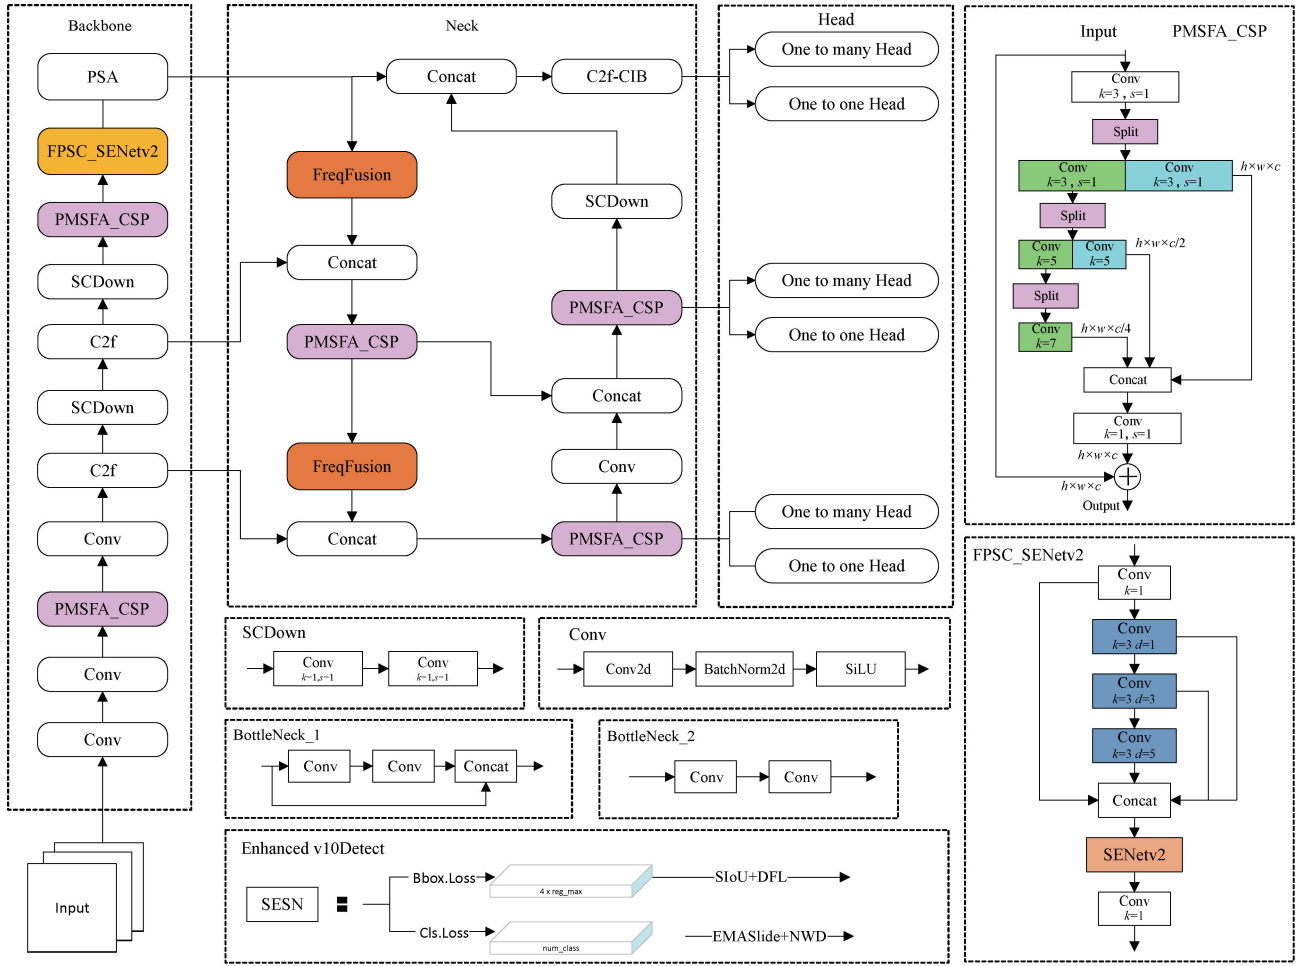 Backbone
PSA
FPSC_SENetv2
PMSFA_CSP
SCDown
C2f
SCDown
C2f
Conv
PMSFA_CSP
Conv
Conv
Input
Neck
Concat
C2f-CIB
FreqFusion
SCDown
Concat
PMSFA_CSP
PMSFA_CSP
Concat
FreqFusion
Conv
Concat
PMSFA_CSP
Head
One to many Head
One to one Head
One to many Head
One to one Head
One to many Head
One to one Head
Input
PMSFA_CSP
Conv
k=3 , s=1
Split
Conv
k=3 , s=1
Conv
k=3 , s=1
h×w×c
Split
Conv
k=5
Conv
k=5
h×w×c/2
Split
Conv
k=7
h×w×c/4
Concat
Conv
k=1, s=1
h×w×c
h×w×c
Output
FPSC_SENetv2
Conv
k=1
Conv
k=3 d=1
Conv
k=3 d=3
Conv
k=3 d=5
Concat
SENetv2
Conv
k=1
SCDown
Conv
k−1,s−1
Conv
k−1,s−1
Conv
Conv2d
BatchNorm2d
SiLU
BottleNeck_1
Conv
Conv
Concat
BottleNeck_2
Conv
Conv
Enhanced v10Detect
SESN
=
Bbox.Loss
4 x reg_max
SIoU+DFL
Cls.Loss
num_class
EMASlide+NWD